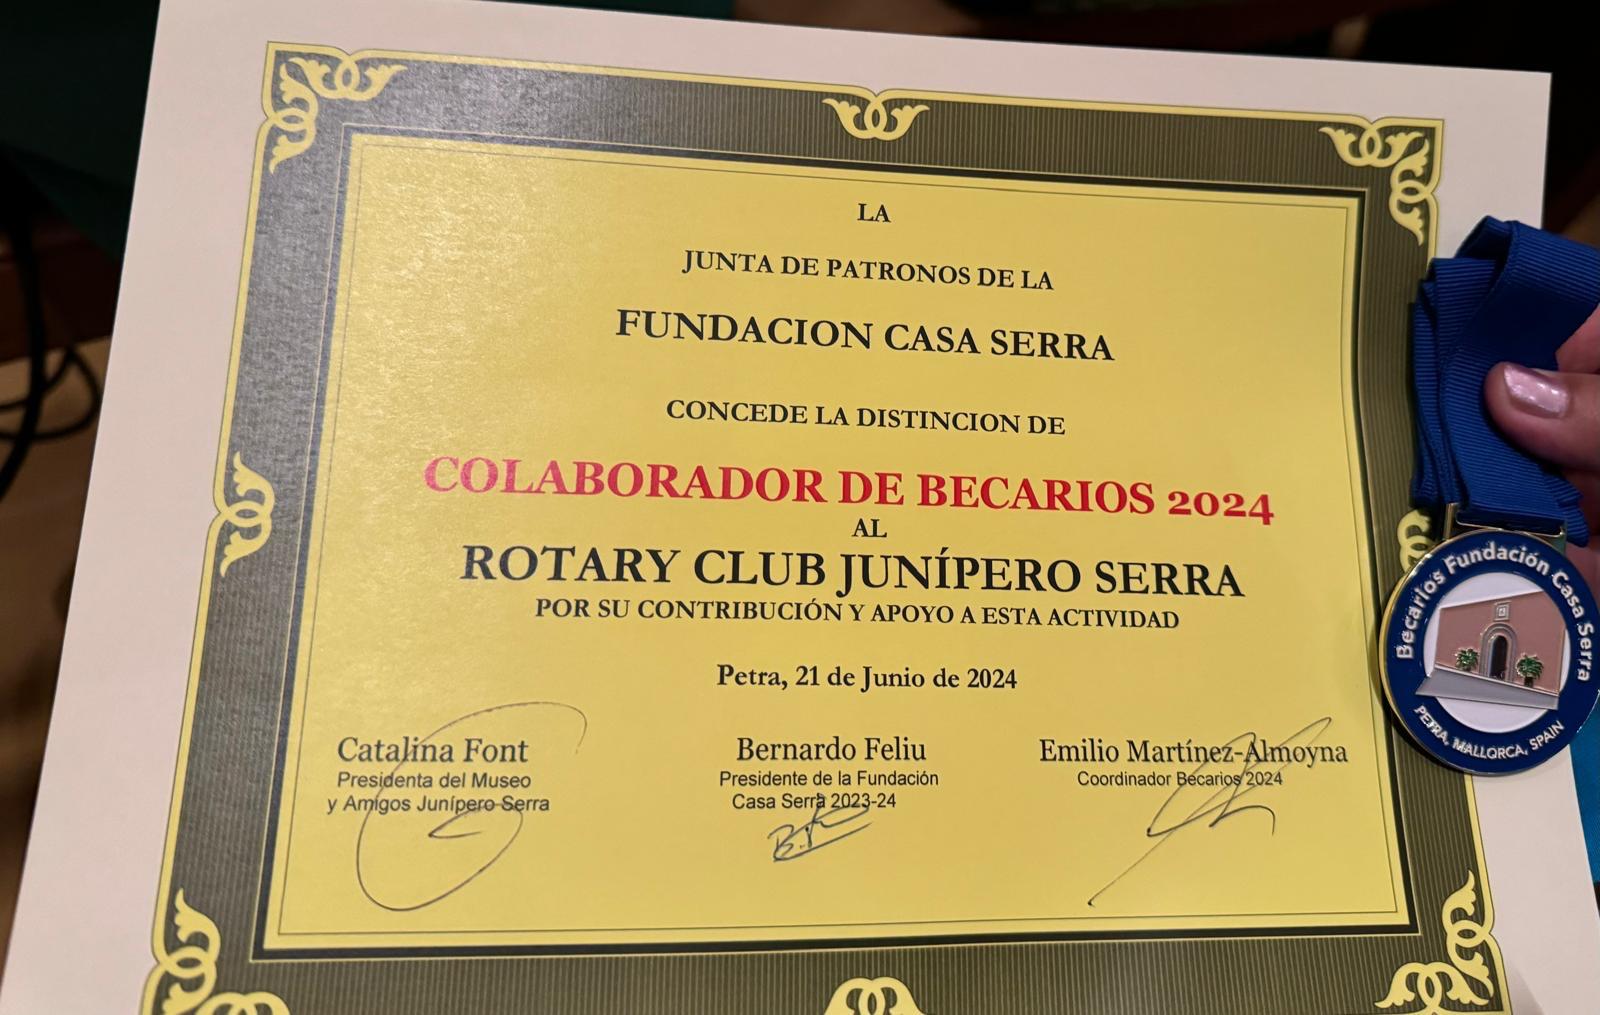 LA
JUNTA DE PATRONOS DE LA
FUNDACION CASA SERRA
CONCEDE LA DISTINCION DE
COLABORADOR DE BECARIOS 2024
AL
ROTARY CLUB JUNÍPERO SERRA
POR SU CONTRIBUCIÓN Y APOYO A ESTA ACTIVIDAD
Petra, 21 de Junio de 2024
Catalina Font
Presidenta del Museo
y Amigos Junípero Serra
Bernardo Feliu
Presidente de la Fundación
Casa Serra 2023-24
Emilio Martínez-Almoyna
Coordinador Becarios 2024
Becarios Fundación Casa Serra
PETRA, MALLORCA, SPAIN